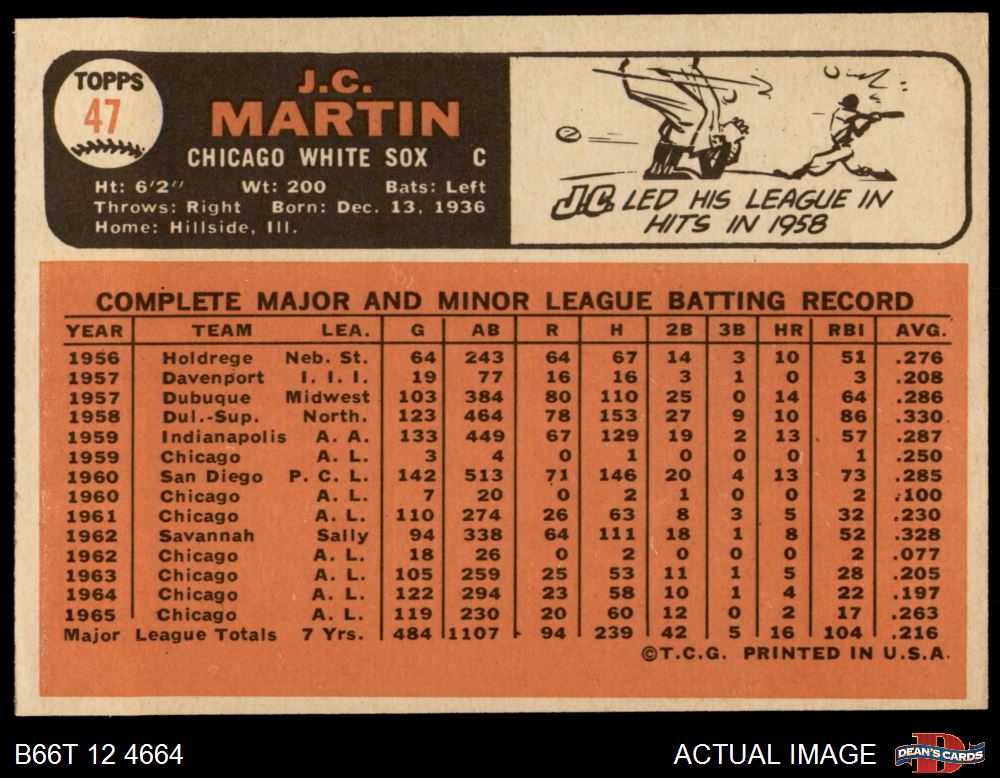 TOPPS
47
J.C.
MARTIN
CHICAGO WHITE SOX C
Ht: 6'2" Wt: 200 Bats: Left
Throws: Right Born: Dec. 13, 1936
Home: Hillside, Ill.
J.C. LED HIS LEAGUE IN
HITS IN 1958
COMPLETE MAJOR AND MINOR LEAGUE BATTING RECORD
YEAR TEAM LEA. G AB R H 2B 3B HR RBI AVG.
1956 Holdrege Neb. St. 64 243 64 67 14 3 10 51 .276
1957 Davenport I. I. I. 19 77 16 16 3 1 0 3 .208
1957 Dubuque Midwest 103 384 80 110 25 0 14 64 .286
1958 Dul.-Sup. North. 123 464 78 153 27 9 10 86 .330
1959 Indianapolis A. A. 133 449 67 129 19 2 13 57 .287
1959 Chicago A. L. 3 4 0 1 0 0 0 1 .250
1960 San Diego P. C. L. 142 513 71 146 20 4 13 73 .285
1960 Chicago A. L. 7 20 0 2 1 0 0 2 .100
1961 Chicago A. L. 110 274 26 63 8 3 5 32 .230
1962 Savannah Sally 94 338 64 111 18 1 8 52 .328
1962 Chicago A. L. 18 26 0 2 0 0 0 2 .077
1963 Chicago A. L. 105 259 25 53 11 1 5 28 .205
1964 Chicago A. L. 122 294 23 58 10 1 4 22 .197
1965 Chicago A. L. 119 230 20 60 12 0 2 17 .263
Major League Totals 7 Yrs. 484 1107 94 239 42 5 16 104 .216
©T.C.G. PRINTED IN U.S.A.
B66T 12 4664
ACTUAL IMAGE
DEAN'S CARDS